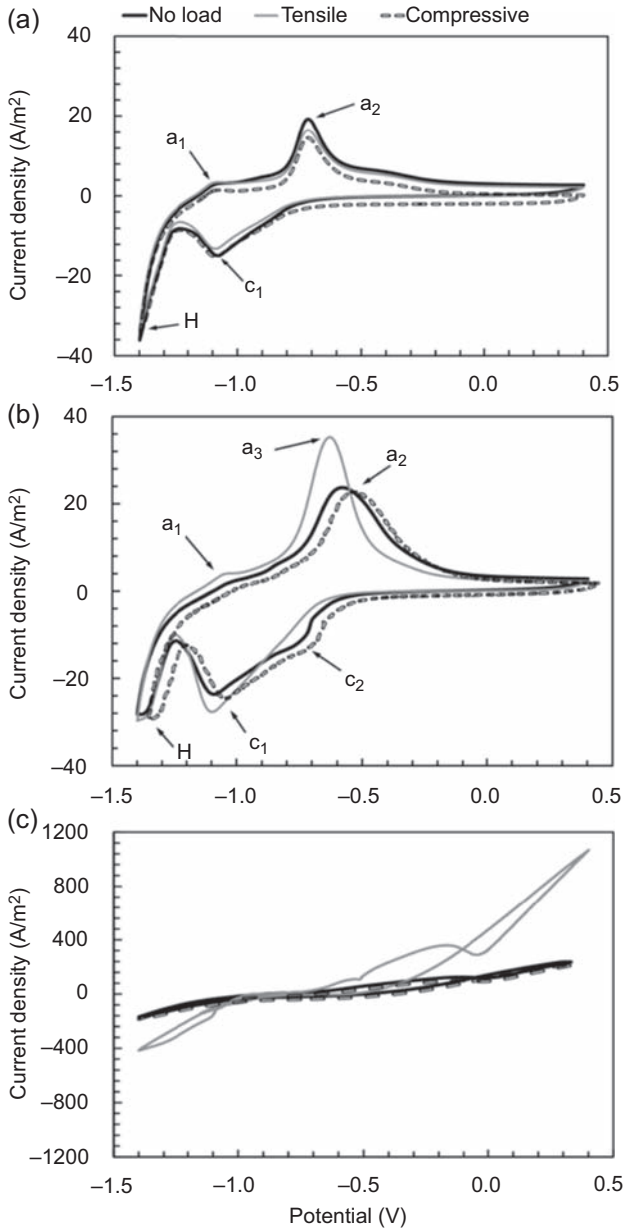 (a) No load Tensile Compressive
40
20
0
−20
−40
Current density (A/m²)
a₁
a₂
c₁
H
−1.5 −1.0 −0.5 0.0 0.5
(b)
40
20
0
−20
−40
Current density (A/m²)
a₃
a₂
a₁
c₂
c₁
H
−1.5 −1.0 −0.5 0.0 0.5
(c)
1200
800
400
0
−400
−800
−1200
Current density (A/m²)
−1.5 −1.0 −0.5 0.0 0.5
Potential (V)